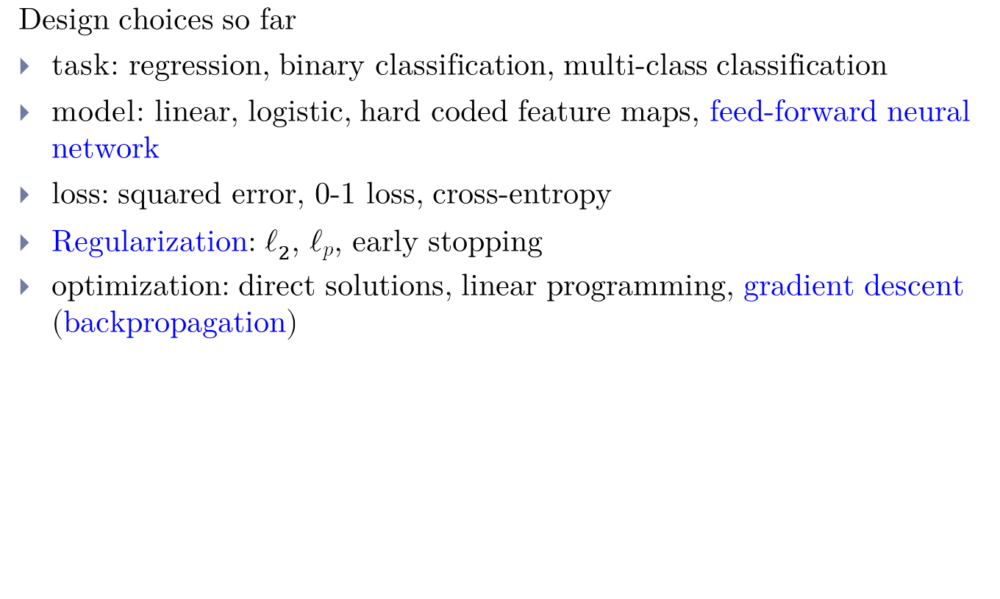 Design choices so far
task: regression, binary classification, multi-class classification
model: linear, logistic, hard coded feature maps, feed-forward neural
network
loss: squared error, 0-1 loss, cross-entropy
Regularization: ℓ₂, ℓₚ, early stopping
optimization: direct solutions, linear programming, gradient descent
(backpropagation)